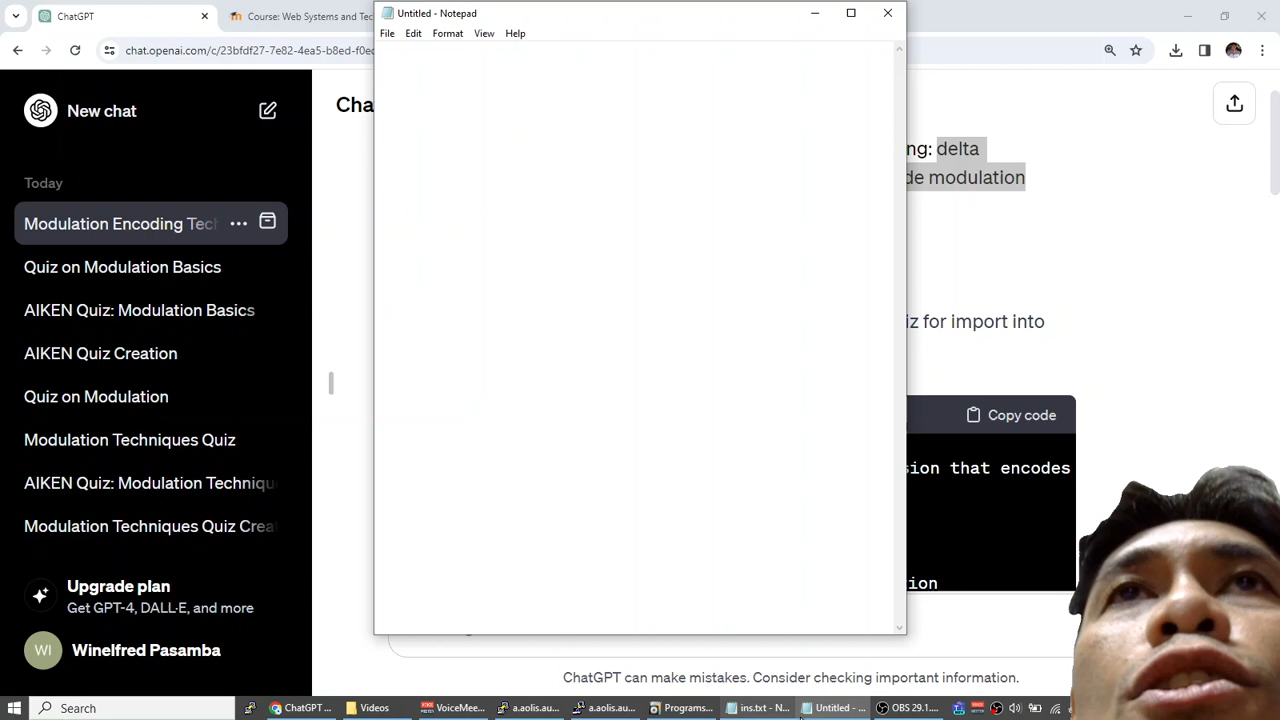 ChatGPT
Course: Web Systems and Tec
Untitled - Notepad
chat.openai.com/c/23bfdf27-7e82-4ea5-b8ed-f0ec
File Edit Format View Help
New chat
Cha
ng: delta
de modulation
Today
Modulation Encoding Tech
Quiz on Modulation Basics
AIKEN Quiz: Modulation Basics
AIKEN Quiz Creation
Quiz on Modulation
Modulation Techniques Quiz
AIKEN Quiz: Modulation Techniqu
Modulation Techniques Quiz Crea
iz for import into
Copy code
sion that encodes
ion
Upgrade plan
Get GPT-4, DALL·E, and more
WI
Winelfred Pasamba
ChatGPT can make mistakes. Consider checking important information.
Search
ChatGPT ...
Videos
VoiceMee...
a.aolis.au...
a.aolis.au...
Programs...
ins.txt - N...
Untitled - ...
OBS 29.1....